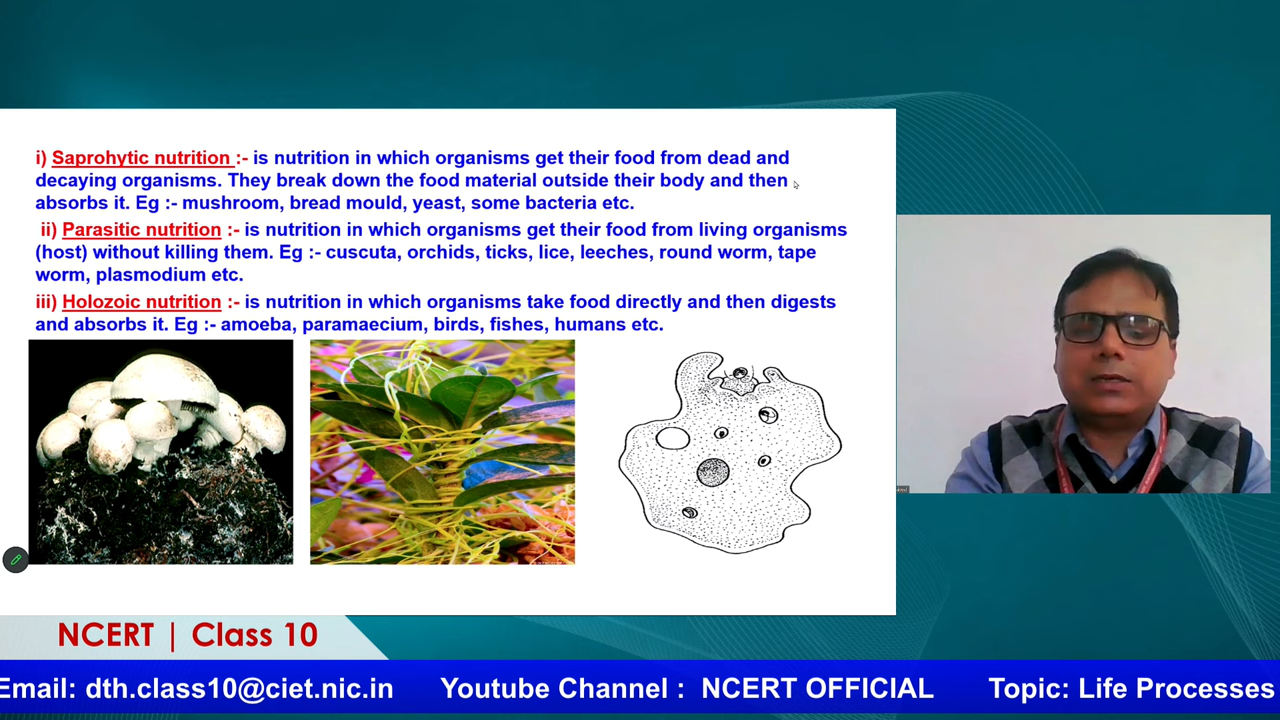 i) Saprohytic nutrition :- is nutrition in which organisms get their food from dead and
decaying organisms. They break down the food material outside their body and then
absorbs it. Eg :- mushroom, bread mould, yeast, some bacteria etc.
ii) Parasitic nutrition :- is nutrition in which organisms get their food from living organisms
(host) without killing them. Eg :- cuscuta, orchids, ticks, lice, leeches, round worm, tape
worm, plasmodium etc.
iii) Holozoic nutrition :- is nutrition in which organisms take food directly and then digests
and absorbs it. Eg :- amoeba, paramaecium, birds, fishes, humans etc.
NCERT | Class 10
Email: dth.class10@ciet.nic.in Youtube Channel : NCERT OFFICIAL Topic: Life Processes